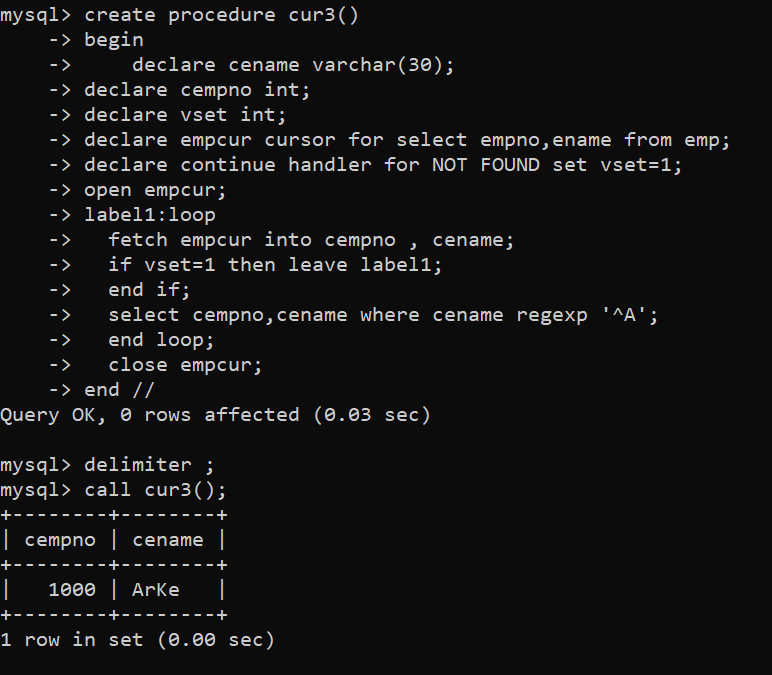 mysql> create procedure cur3()
    -> begin
    ->     declare cename varchar(30);
    -> declare cempno int;
    -> declare vset int;
    -> declare empcur cursor for select empno,ename from emp;
    -> declare continue handler for NOT FOUND set vset=1;
    -> open empcur;
    -> label1:loop
    ->   fetch empcur into cempno , cename;
    ->   if vset=1 then leave label1;
    ->   end if;
    ->   select cempno,cename where cename regexp '^A';
    ->   end loop;
    ->   close empcur;
    -> end //
Query OK, 0 rows affected (0.03 sec)

mysql> delimiter ;
mysql> call cur3();
+--------+--------+
| cempno | cename |
+--------+--------+
|   1000 | ArKe   |
+--------+--------+
1 row in set (0.00 sec)